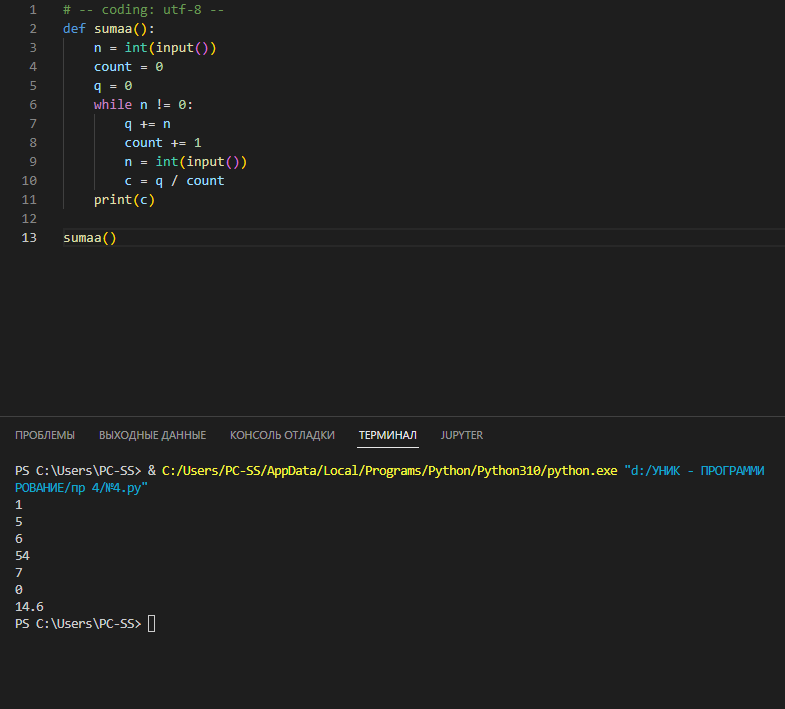 1 # -- coding: utf-8 --
2 def sumaa():
3     n = int(input())
4     count = 0
5     q = 0
6     while n != 0:
7         q += n
8         count += 1
9         n = int(input())
10         c = q / count
11     print(c)
12
13 sumaa()
ПРОБЛЕМЫ ВЫХОДНЫЕ ДАННЫЕ КОНСОЛЬ ОТЛАДКИ ТЕРМИНАЛ JUPYTER
PS C:\Users\PC-SS> & C:/Users/PC-SS/AppData/Local/Programs/Python/Python310/python.exe "d:/УНИК - ПРОГРАММИ
РОВАНИЕ/пр 4/№4.py"
1
5
6
54
7
0
14.6
PS C:\Users\PC-SS>